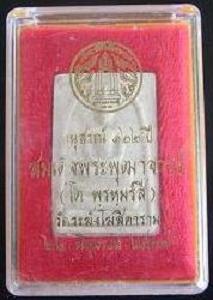 อนุสรณ์ ๑๒๒ ปี
สมเด็จพระพุฒาจารย์
(โต พรหมรังสี)
วัดระฆังโฆสิตาราม
๒๒